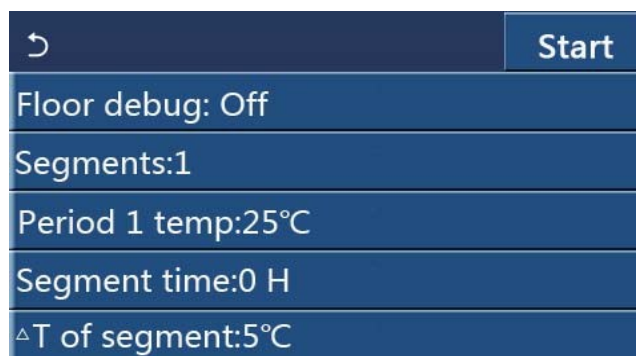 Start
Floor debug: Off
Segments:1
Period 1 temp:25℃
Segment time:0 H
△T of segment:5℃